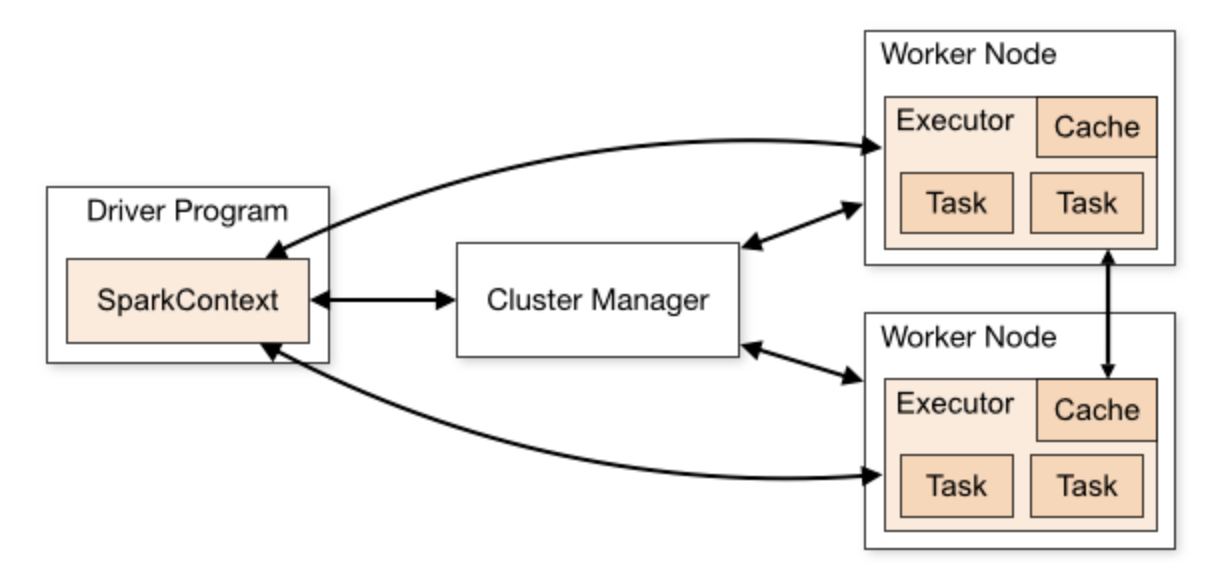 Driver Program
SparkContext
Cluster Manager
Worker Node
Executor
Cache
Task
Task
Worker Node
Executor
Cache
Task
Task